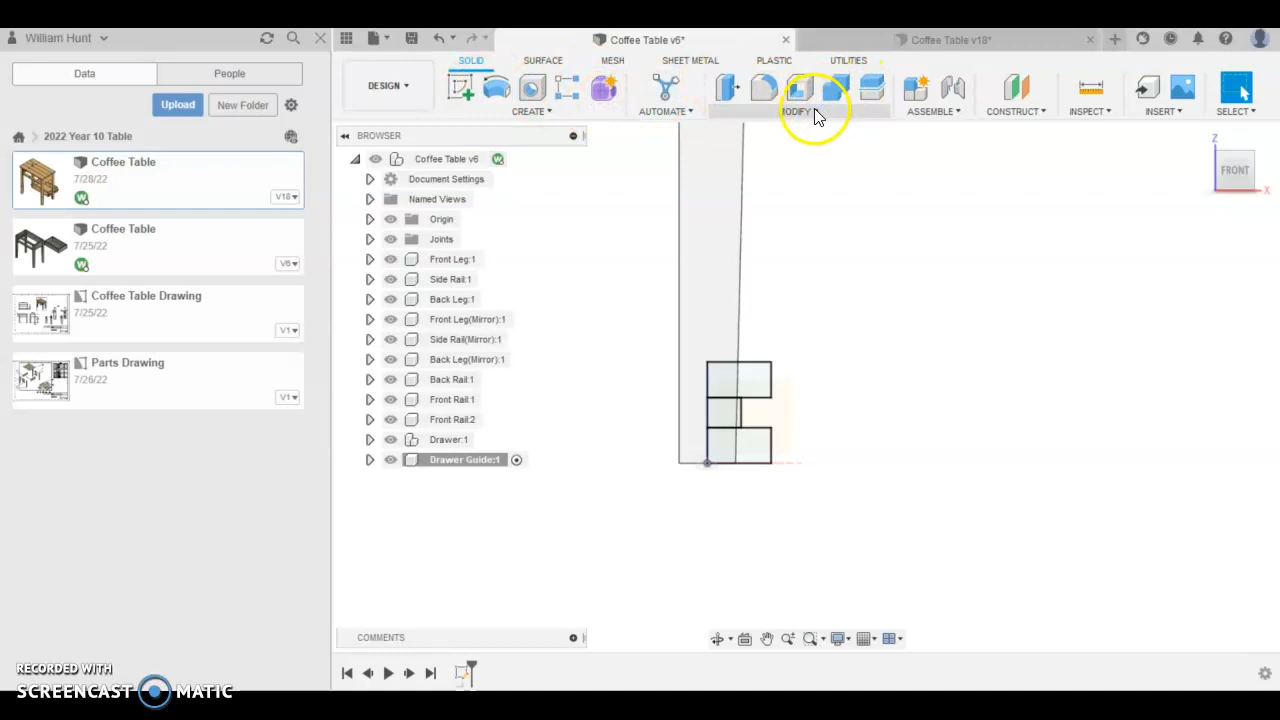 William Hunt
Coffee Table v6*
Coffee Table v18*
Data
People
Upload
New Folder
2022 Year 10 Table
Coffee Table
7/28/22
V18
Coffee Table
7/25/22
V6
Coffee Table Drawing
7/25/22
V1
Parts Drawing
7/26/22
V1
DESIGN
SOLID
SURFACE
MESH
SHEET METAL
PLASTIC
UTILITIES
CREATE
AUTOMATE
MODIFY
ASSEMBLE
CONSTRUCT
INSPECT
INSERT
SELECT
BROWSER
Coffee Table v6
Document Settings
Named Views
Origin
Joints
Front Leg:1
Side Rail:1
Back Leg:1
Front Leg(Mirror):1
Side Rail(Mirror):1
Back Leg(Mirror):1
Back Rail:1
Front Rail:1
Front Rail:2
Drawer:1
Drawer Guide:1
Z
FRONT
X
COMMENTS
RECORDED WITH
SCREENCAST MATIC